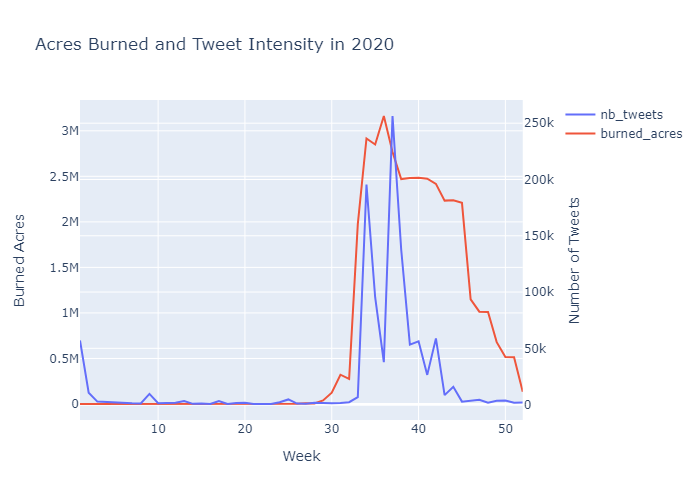 Acres Burned and Tweet Intensity in 2020
nb_tweets
burned_acres
Burned Acres
3M
2.5M
2M
1.5M
1M
0.5M
0
250k
200k
150k
100k
50k
0
Number of Tweets
10
20
30
40
50
Week